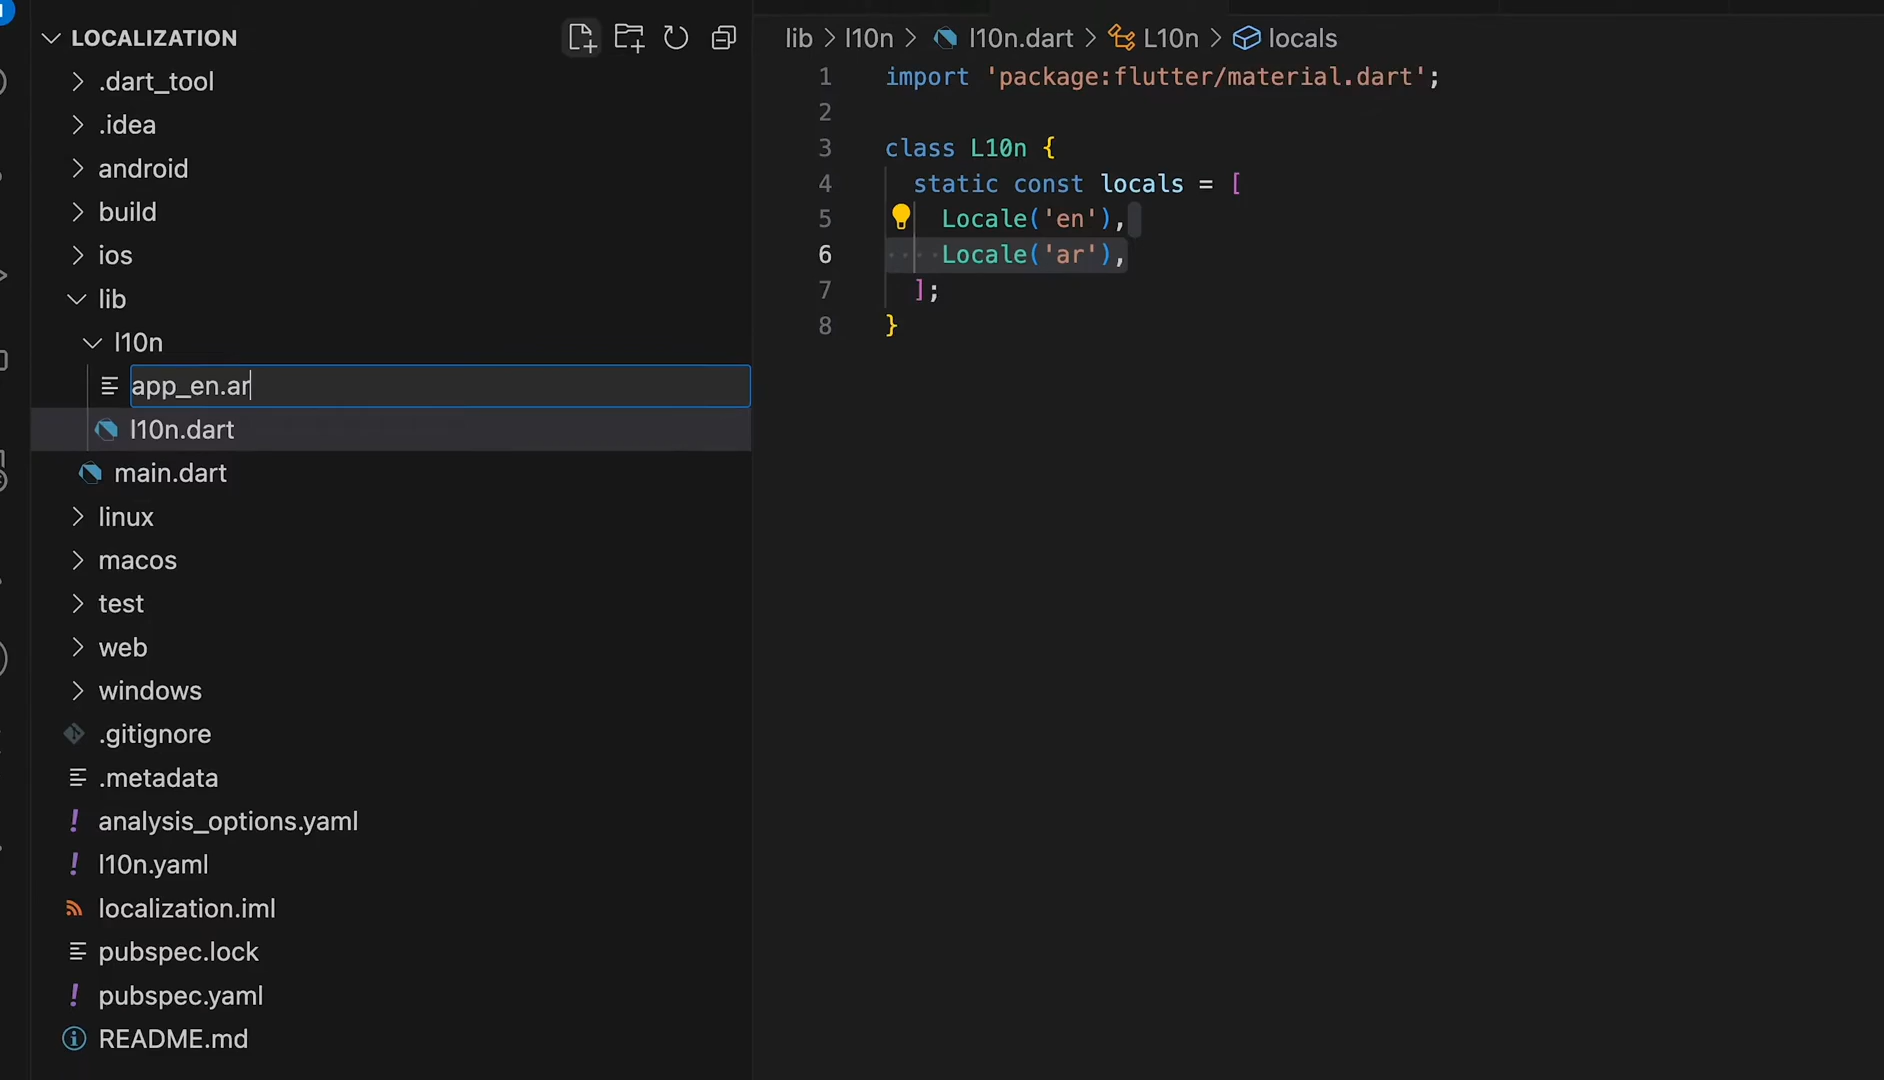 LOCALIZATION
.dart_tool
.idea
android
build
ios
lib
l10n
app_en.ar
l10n.dart
main.dart
linux
macos
test
web
windows
.gitignore
.metadata
analysis_options.yaml
l10n.yaml
localization.iml
pubspec.lock
pubspec.yaml
README.md
lib > l10n > l10n.dart > L10n > locals
1 import 'package:flutter/material.dart';
2
3 class L10n {
4 static const locals = [
5 Locale('en'),
6 Locale('ar'),
7 ];
8 }